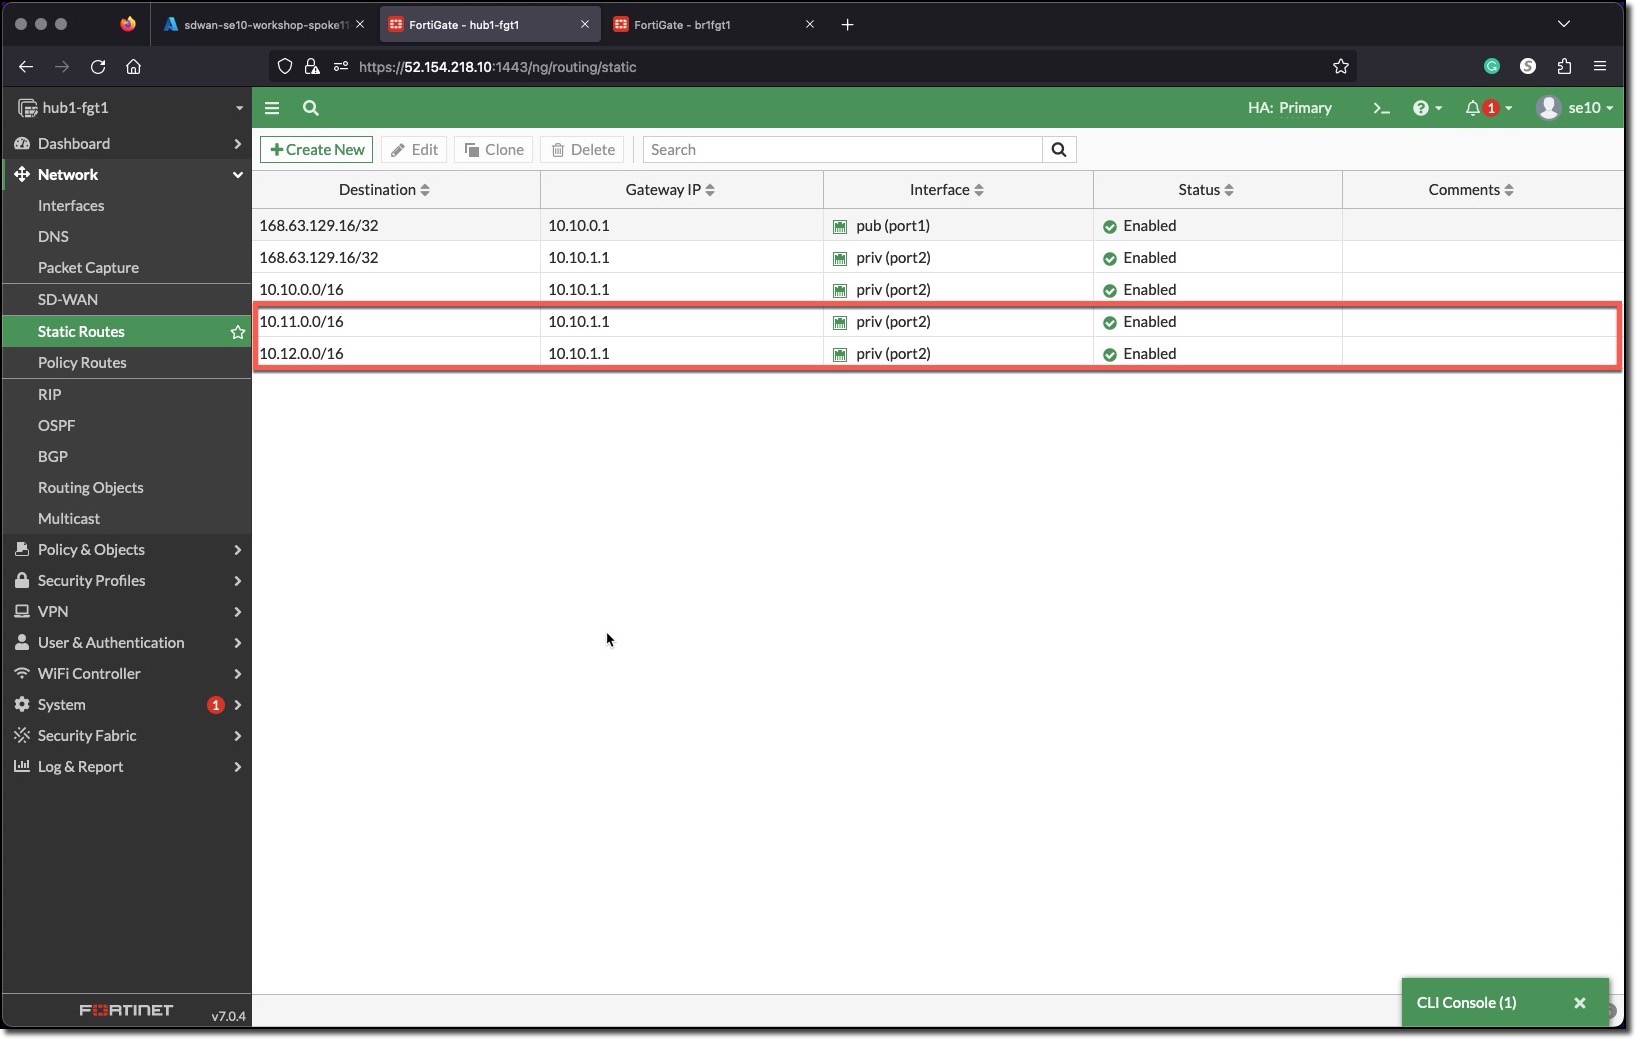 sdwan-se10-workshop-spoke11
FortiGate - hub1-fgt1
FortiGate - br1fgt1
https://52.154.218.10:1443/ng/routing/static
hub1-fgt1
HA: Primary
>_
1
se10
Dashboard
Network
Interfaces
DNS
Packet Capture
SD-WAN
Static Routes
Policy Routes
RIP
OSPF
BGP
Routing Objects
Multicast
Policy & Objects
Security Profiles
VPN
User & Authentication
WiFi Controller
System 1
Security Fabric
Log & Report
FORTINET v7.0.4
+Create New Edit Clone Delete Search
Destination Gateway IP Interface Status Comments
168.63.129.16/32 10.10.0.1 pub (port1) Enabled
168.63.129.16/32 10.10.1.1 priv (port2) Enabled
10.10.0.0/16 10.10.1.1 priv (port2) Enabled
10.11.0.0/16 10.10.1.1 priv (port2) Enabled
10.12.0.0/16 10.10.1.1 priv (port2) Enabled
CLI Console (1)